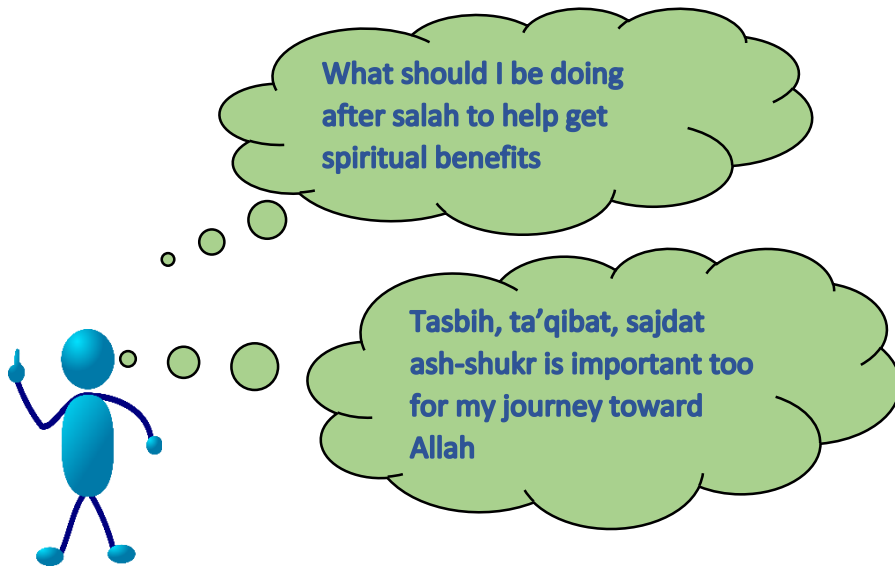 What should I be doing
after salah to help get
spiritual benefits
Tasbih, ta’qibat, sajdat
ash-shukr is important too
for my journey toward
Allah